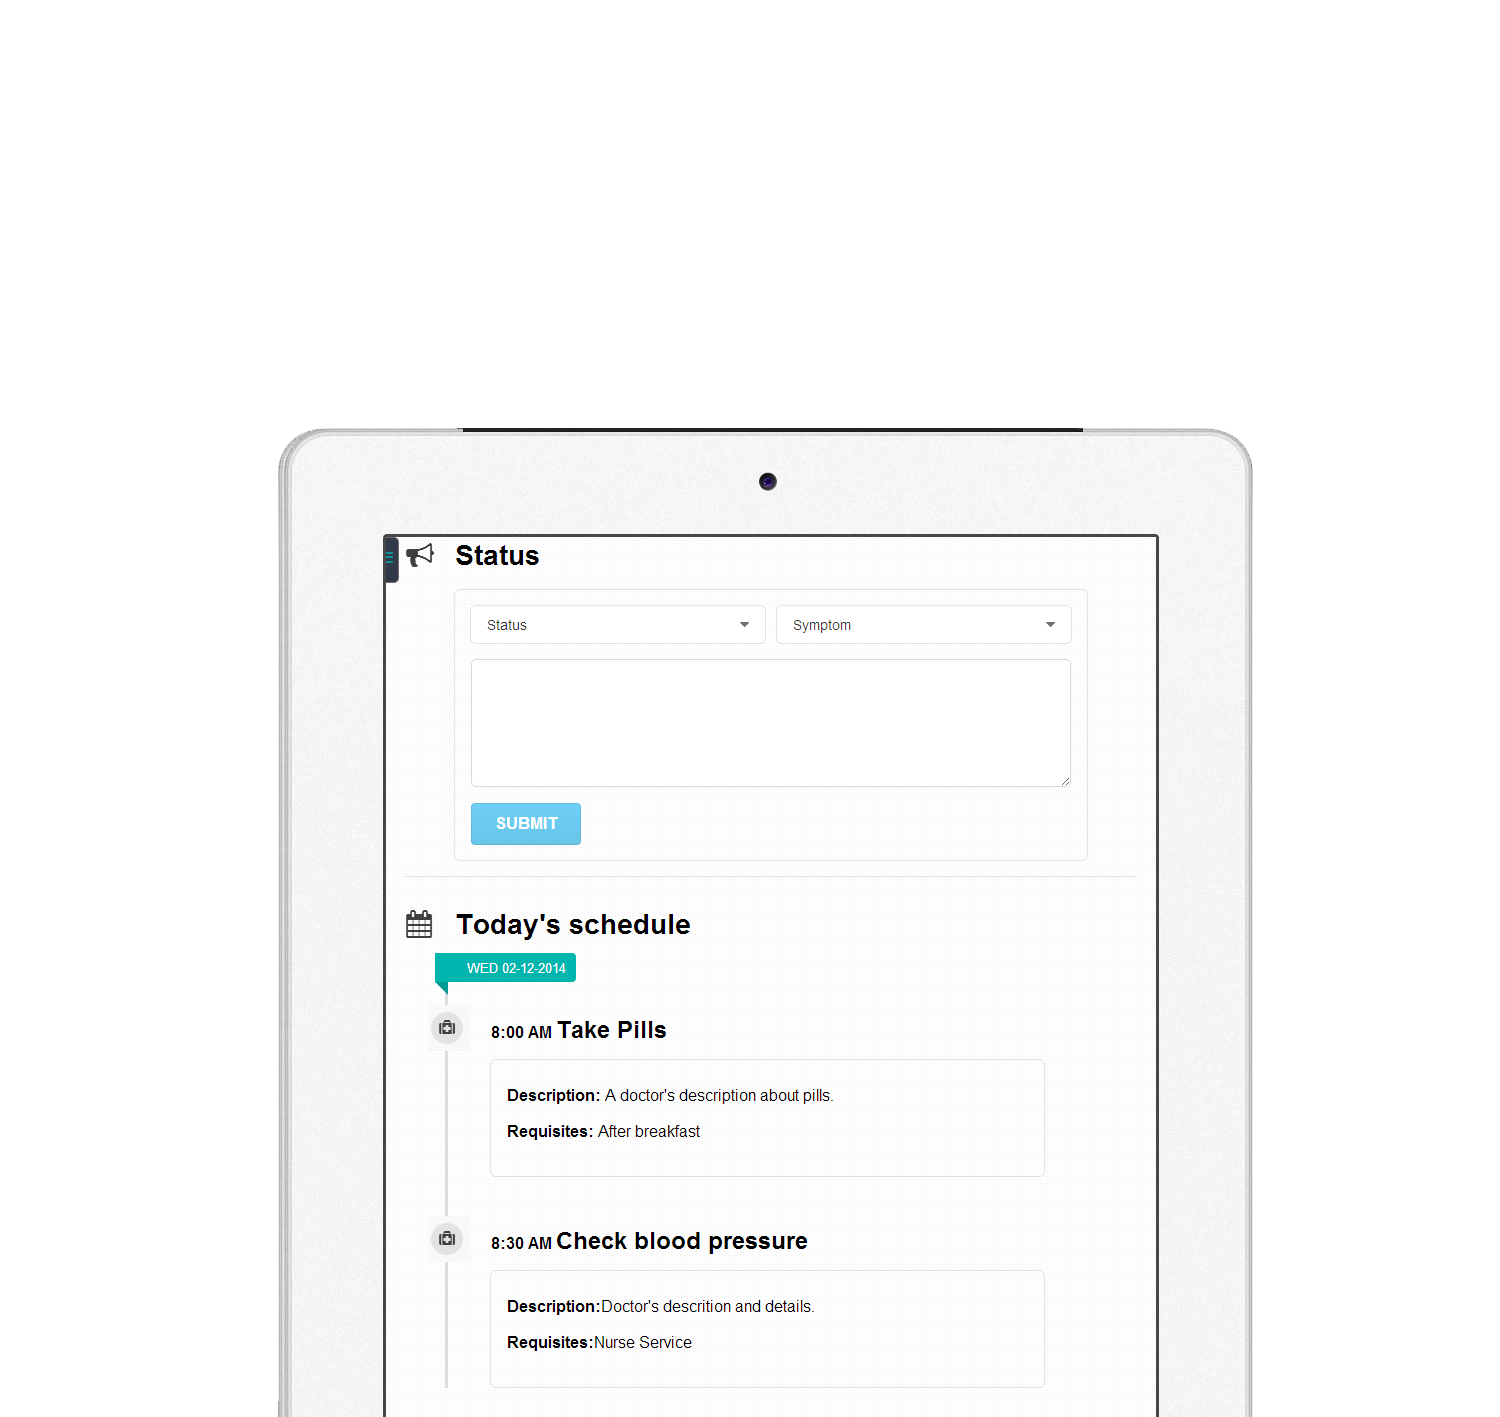 Status
Status
Symptom
SUBMIT
Today's schedule
WED 02-12-2014
8:00 AM Take Pills
Description: A doctor's description about pills.
Requisites: After breakfast
8:30 AM Check blood pressure
Description:Doctor's descrition and details.
Requisites:Nurse Service